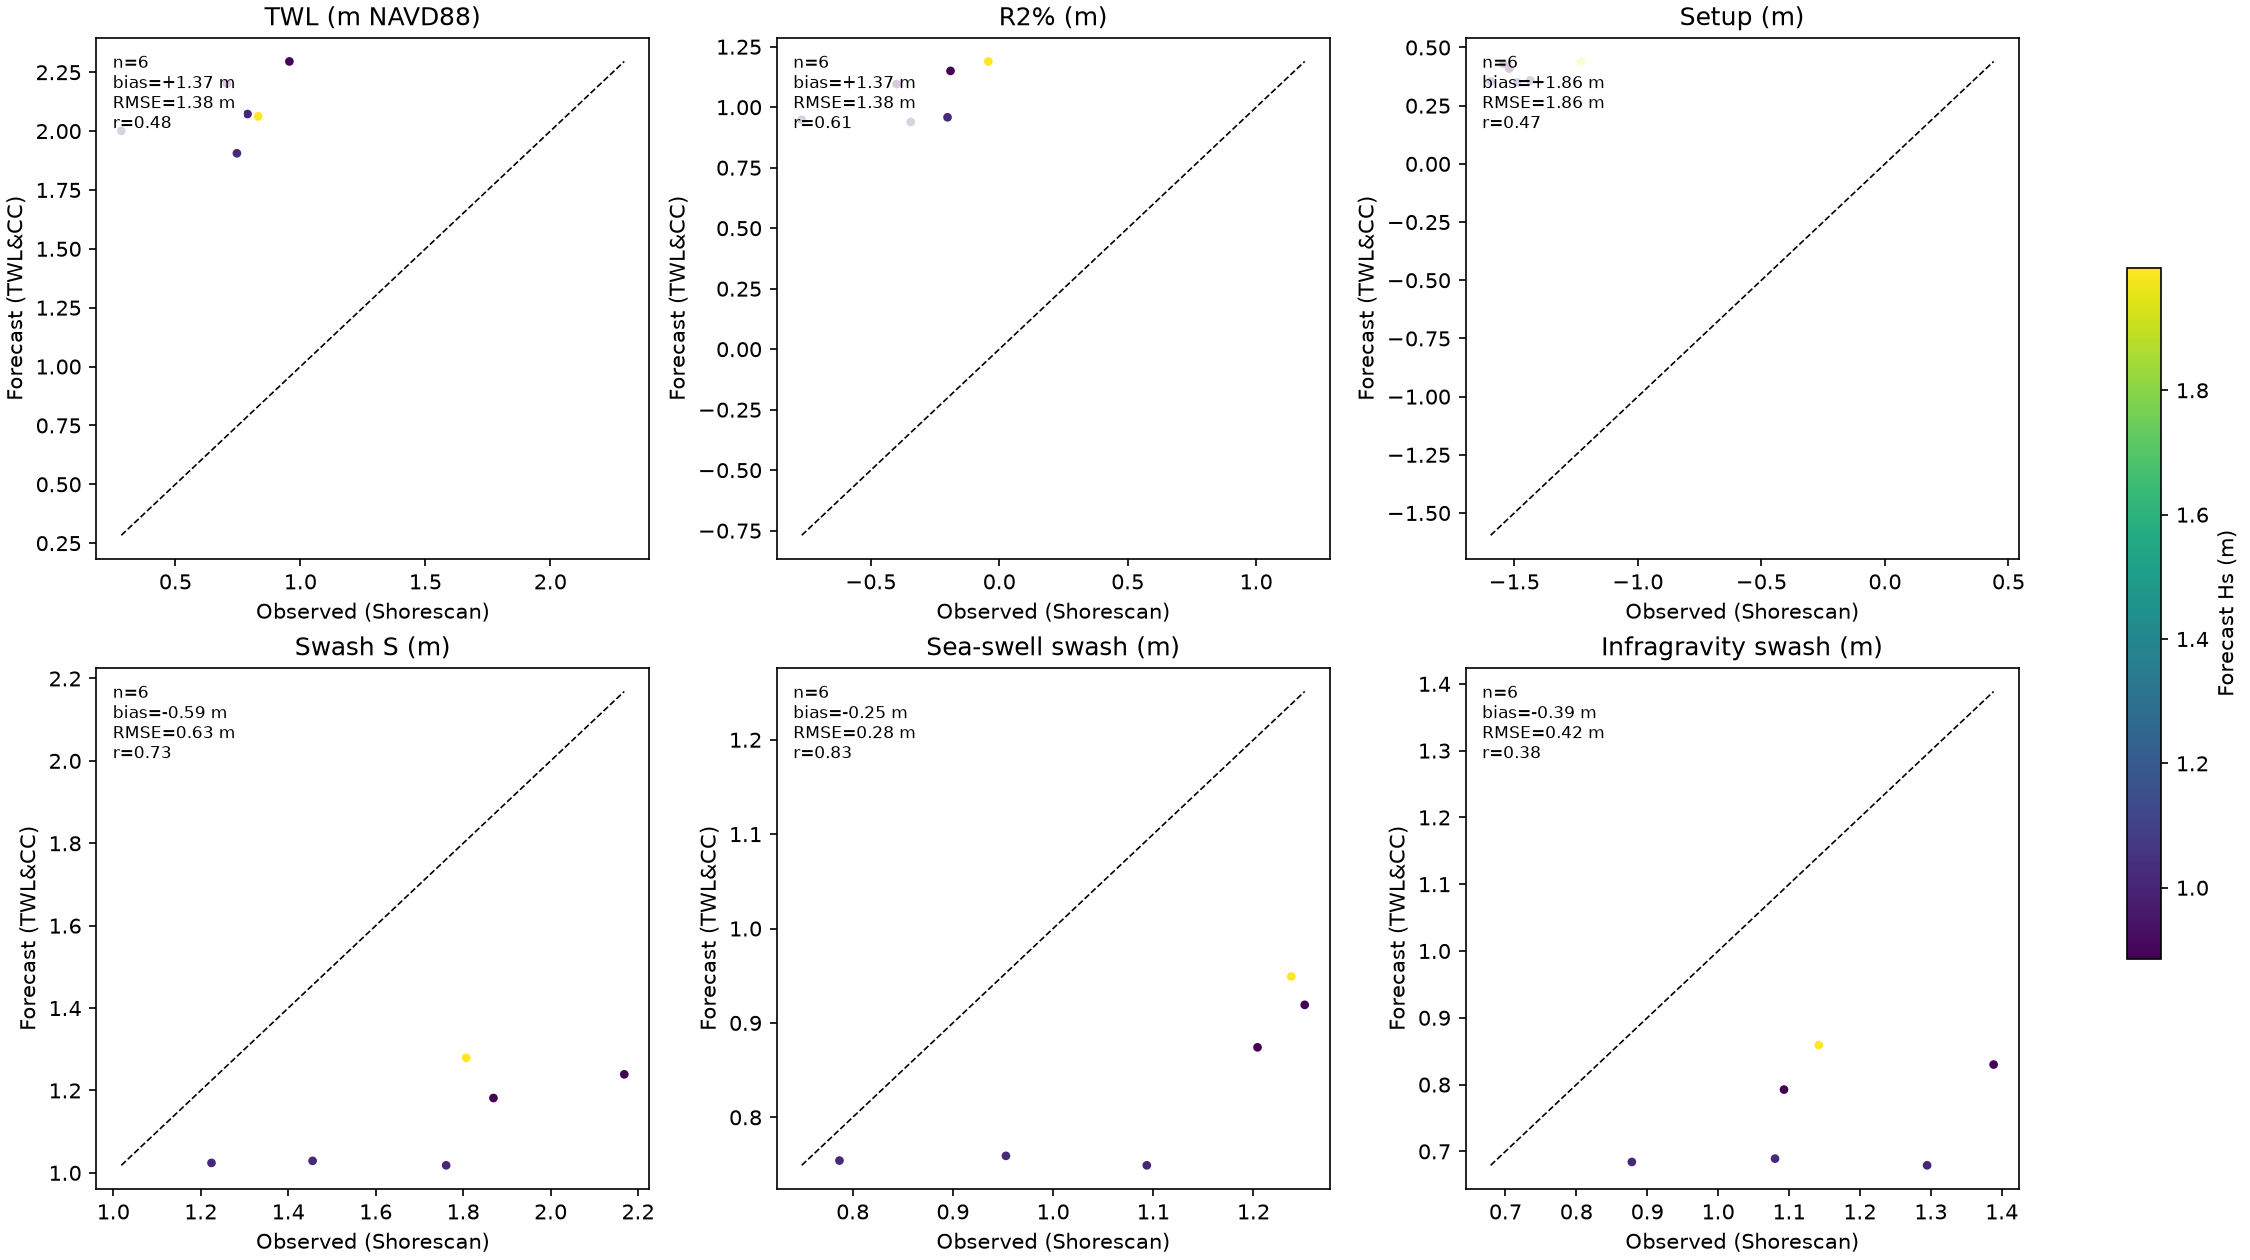 TWL (m NAVD88)
n=6
bias=+1.37 m
RMSE=1.38 m
r=0.48
2.25
2.00
1.75
1.50
1.25
1.00
0.75
0.50
0.25
Forecast (TWL&CC)
0.5
1.0
1.5
2.0
Observed (Shorescan)
R2% (m)
n=6
bias=+1.37 m
RMSE=1.38 m
r=0.61
1.25
1.00
0.75
0.50
0.25
0.00
−0.25
−0.50
−0.75
Forecast (TWL&CC)
−0.5
0.0
0.5
1.0
Observed (Shorescan)
Setup (m)
n=6
bias=+1.86 m
RMSE=1.86 m
r=0.47
0.50
0.25
0.00
−0.25
−0.50
−0.75
−1.00
−1.25
−1.50
Forecast (TWL&CC)
−1.5
−1.0
−0.5
0.0
0.5
Observed (Shorescan)
Swash S (m)
n=6
bias=-0.59 m
RMSE=0.63 m
r=0.73
2.2
2.0
1.8
1.6
1.4
1.2
1.0
Forecast (TWL&CC)
1.0
1.2
1.4
1.6
1.8
2.0
2.2
Observed (Shorescan)
Sea-swell swash (m)
n=6
bias=-0.25 m
RMSE=0.28 m
r=0.83
1.2
1.1
1.0
0.9
0.8
Forecast (TWL&CC)
0.8
0.9
1.0
1.1
1.2
Observed (Shorescan)
Infragravity swash (m)
n=6
bias=-0.39 m
RMSE=0.42 m
r=0.38
1.4
1.3
1.2
1.1
1.0
0.9
0.8
0.7
Forecast (TWL&CC)
0.7
0.8
0.9
1.0
1.1
1.2
1.3
1.4
Observed (Shorescan)
1.8
1.6
1.4
1.2
1.0
Forecast Hs (m)